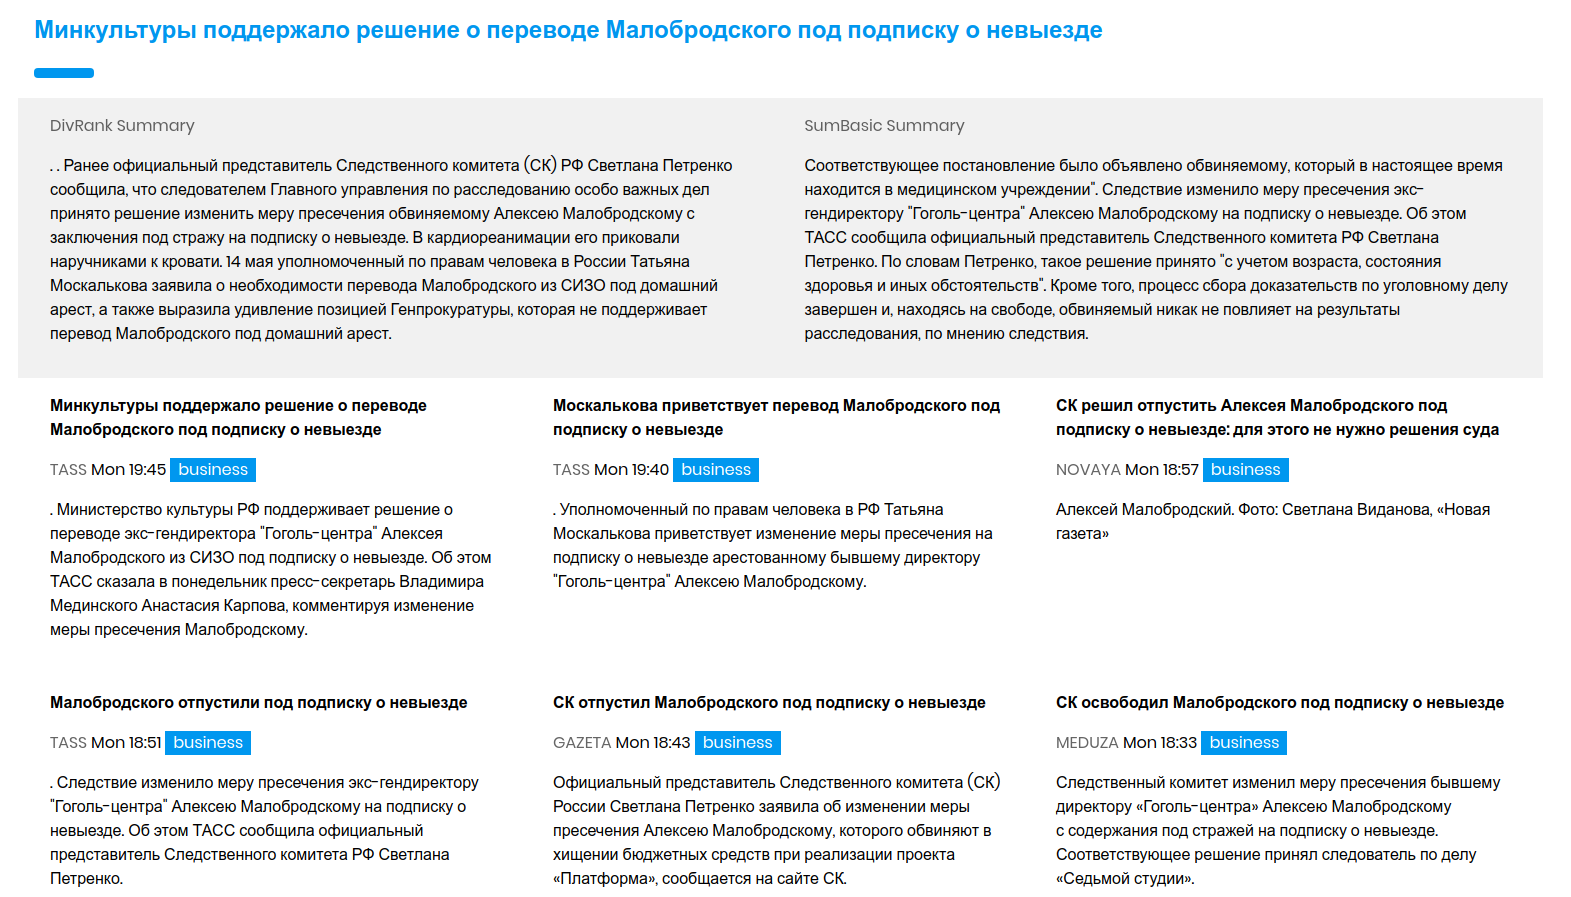 Минкультуры поддержало решение о переводе Малобродского под подписку о невыезде
DivRank Summary
. . Ранее официальный представитель Следственного комитета (СК) РФ Светлана Петренко
сообщила, что следователем Главного управления по расследованию особо важных дел
принято решение изменить меру пресечения обвиняемому Алексею Малобродскому с
заключения под стражу на подписку о невыезде. В кардиореанимации его приковали
наручниками к кровати. 14 мая уполномоченный по правам человека в России Татьяна
Москалькова заявила о необходимости перевода Малобродского из СИЗО под домашний
арест, а также выразила удивление позицией Генпрокуратуры, которая не поддерживает
перевод Малобродского под домашний арест.
SumBasic Summary
Соответствующее постановление было объявлено обвиняемому, который в настоящее время
находится в медицинском учреждении". Следствие изменило меру пресечения экс-
гендиректору "Гоголь-центра" Алексею Малобродскому на подписку о невыезде. Об этом
ТАСС сообщила официальный представитель Следственного комитета РФ Светлана
Петренко. По словам Петренко, такое решение принято "с учетом возраста, состояния
здоровья и иных обстоятельств". Кроме того, процесс сбора доказательств по уголовному делу
завершен и, находясь на свободе, обвиняемый никак не повлияет на результаты
расследования, по мнению следствия.
Минкультуры поддержало решение о переводе
Малобродского под подписку о невыезде
TASS Mon 19:45 business
. Министерство культуры РФ поддерживает решение о
переводе экс-гендиректора "Гоголь-центра" Алексея
Малобродского из СИЗО под подписку о невыезде. Об этом
ТАСС сказала в понедельник пресс-секретарь Владимира
Мединского Анастасия Карпова, комментируя изменение
меры пресечения Малобродскому.
Москалькова приветствует перевод Малобродского под
подписку о невыезде
TASS Mon 19:40 business
. Уполномоченный по правам человека в РФ Татьяна
Москалькова приветствует изменение меры пресечения на
подписку о невыезде арестованному бывшему директору
"Гоголь-центра" Алексею Малобродскому.
СК решил отпустить Алексея Малобродского под
подписку о невыезде: для этого не нужно решения суда
NOVAYA Mon 18:57 business
Алексей Малобродский. Фото: Светлана Виданова, «Новая
газета»
Малобродского отпустили под подписку о невыезде
TASS Mon 18:51 business
. Следствие изменило меру пресечения экс-гендиректору
"Гоголь-центра" Алексею Малобродскому на подписку о
невыезде. Об этом ТАСС сообщила официальный
представитель Следственного комитета РФ Светлана
Петренко.
СК отпустил Малобродского под подписку о невыезде
GAZETA Mon 18:43 business
Официальный представитель Следственного комитета (СК)
России Светлана Петренко заявила об изменении меры
пресечения Алексею Малобродскому, которого обвиняют в
хищении бюджетных средств при реализации проекта
«Платформа», сообщается на сайте СК.
СК освободил Малобродского под подписку о невыезде
MEDUZA Mon 18:33 business
Следственный комитет изменил меру пресечения бывшему
директору «Гоголь-центра» Алексею Малобродскому
с содержания под стражей на подписку о невыезде.
Соответствующее решение принял следователь по делу
«Седьмой студии».